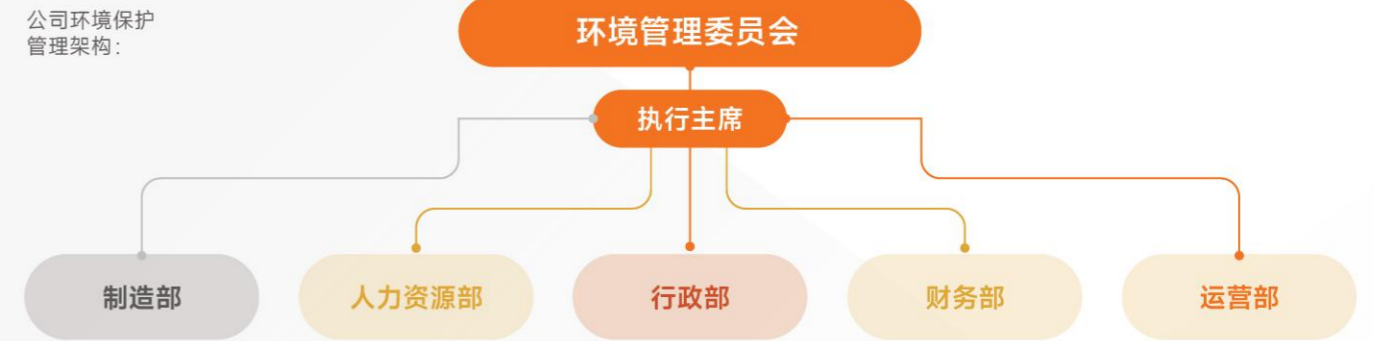 公司环境保护
管理架构：
环境管理委员会
执行主席
制造部
人力资源部
行政部
财务部
运营部